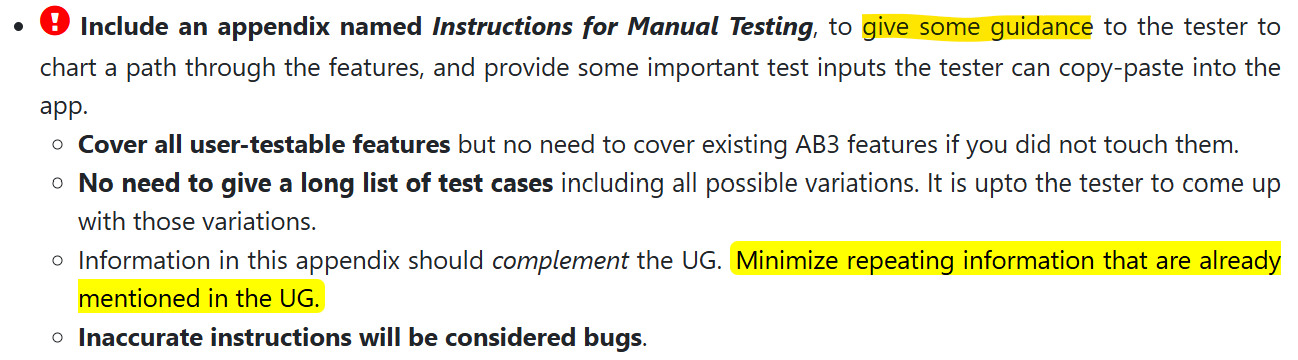 Include an appendix named Instructions for Manual Testing, to give some guidance to the tester to
chart a path through the features, and provide some important test inputs the tester can copy-paste into the
app.
Cover all user-testable features but no need to cover existing AB3 features if you did not touch them.
No need to give a long list of test cases including all possible variations. It is upto the tester to come up
with those variations.
Information in this appendix should complement the UG. Minimize repeating information that are already
mentioned in the UG.
Inaccurate instructions will be considered bugs.